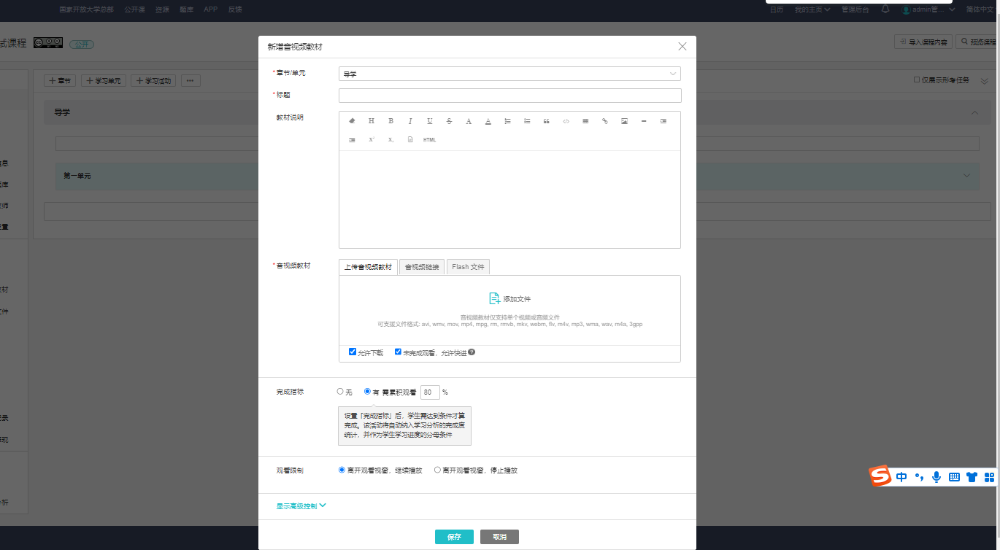 国家开放大学总部 公开课 资源 题库 APP 反馈 日历 我的主页 管理后台 admin管... 简体中文
试课程 公开 导入课程内容 预览课程
新增音视频教材
章节 学习单元 学习活动 ... 仅展示形考任务
导学
第一单元
*章节/单元 导学
*标题
教材说明
H B I U S A A
X² X₂ HTML
*音视频教材 上传音视频教材 音视频链接 Flash 文件
添加文件
音视频教材仅支持单个视频或音频文件
可支援文件格式: avi, wmv, mov, mp4, mpg, rm, rmvb, mkv, webm, flv, m4v, mp3, wma, wav, m4a, 3gpp
允许下载 未完成观看，允许快进
完成指标 无 有 需累积观看 80 %
设置「完成指标」后，学生需达到条件才算
完成。该活动将自动纳入学习分析的完成度
统计，并作为学生学习进度的分母条件
观看限制 离开观看视窗，继续播放 离开观看视窗，停止播放
显示高级控制
保存 取消
息
库
师
置
材
件
录
现
析
S 中